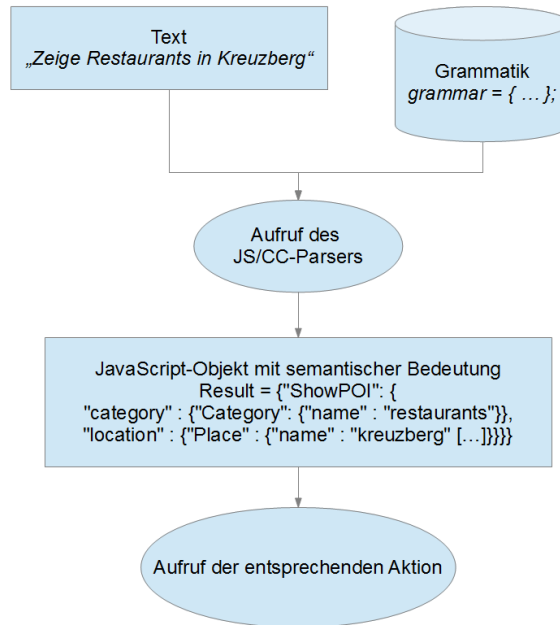 Text
„Zeige Restaurants in Kreuzberg“
Grammatik
grammar = { … };
Aufruf des
JS/CC-Parsers
JavaScript-Objekt mit semantischer Bedeutung
Result = {"ShowPOI": {
"category" : {"Category": {"name" : "restaurants"}},
"location" : {"Place" : {"name" : "kreuzberg" […]}}}}
Aufruf der entsprechenden Aktion